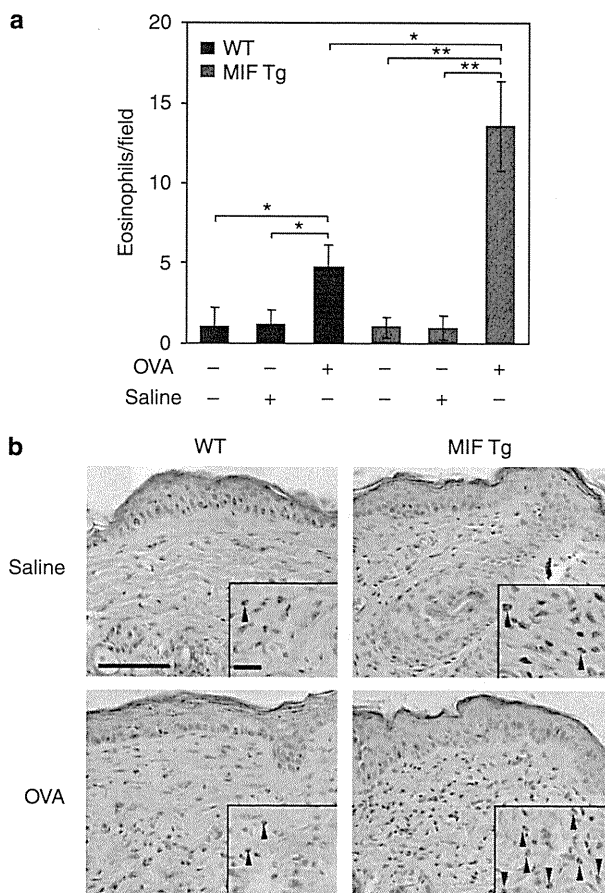 a
Eosinophils/field
20
15
10
5
0
WT
MIF Tg
*
**
**
*
*
OVA − − + − − +
Saline − + − − + −
b
WT MIF Tg
Saline
OVA